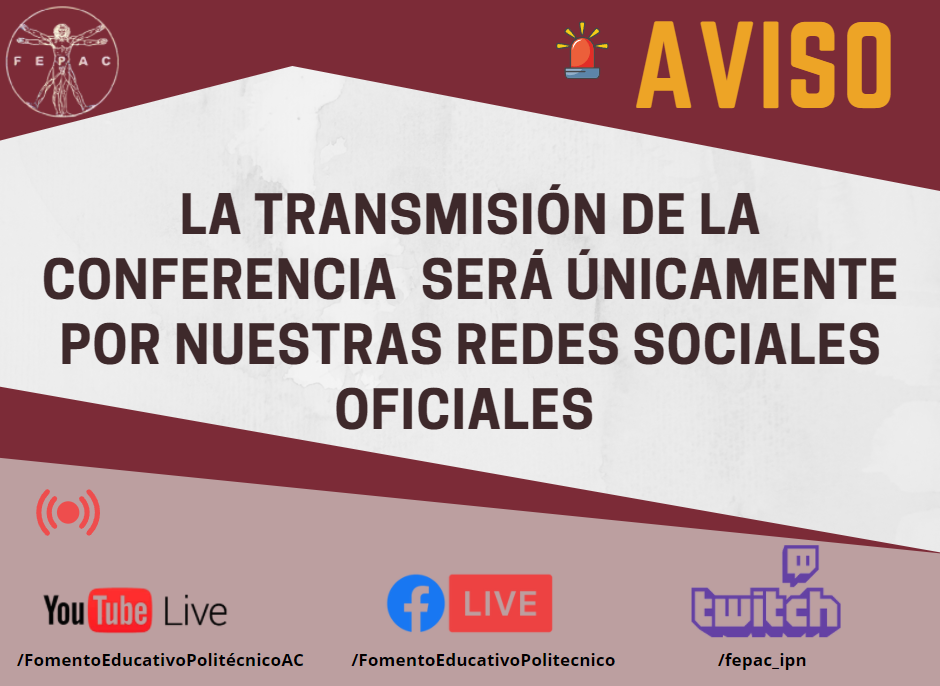 FEPAC
AVISO
LA TRANSMISIÓN DE LA
CONFERENCIA SERÁ ÚNICAMENTE
POR NUESTRAS REDES SOCIALES
OFICIALES
YouTube Live
LIVE
twitch
/FomentoEducativoPolitécnicoAC
/FomentoEducativoPolitecnico
/fepac_ipn